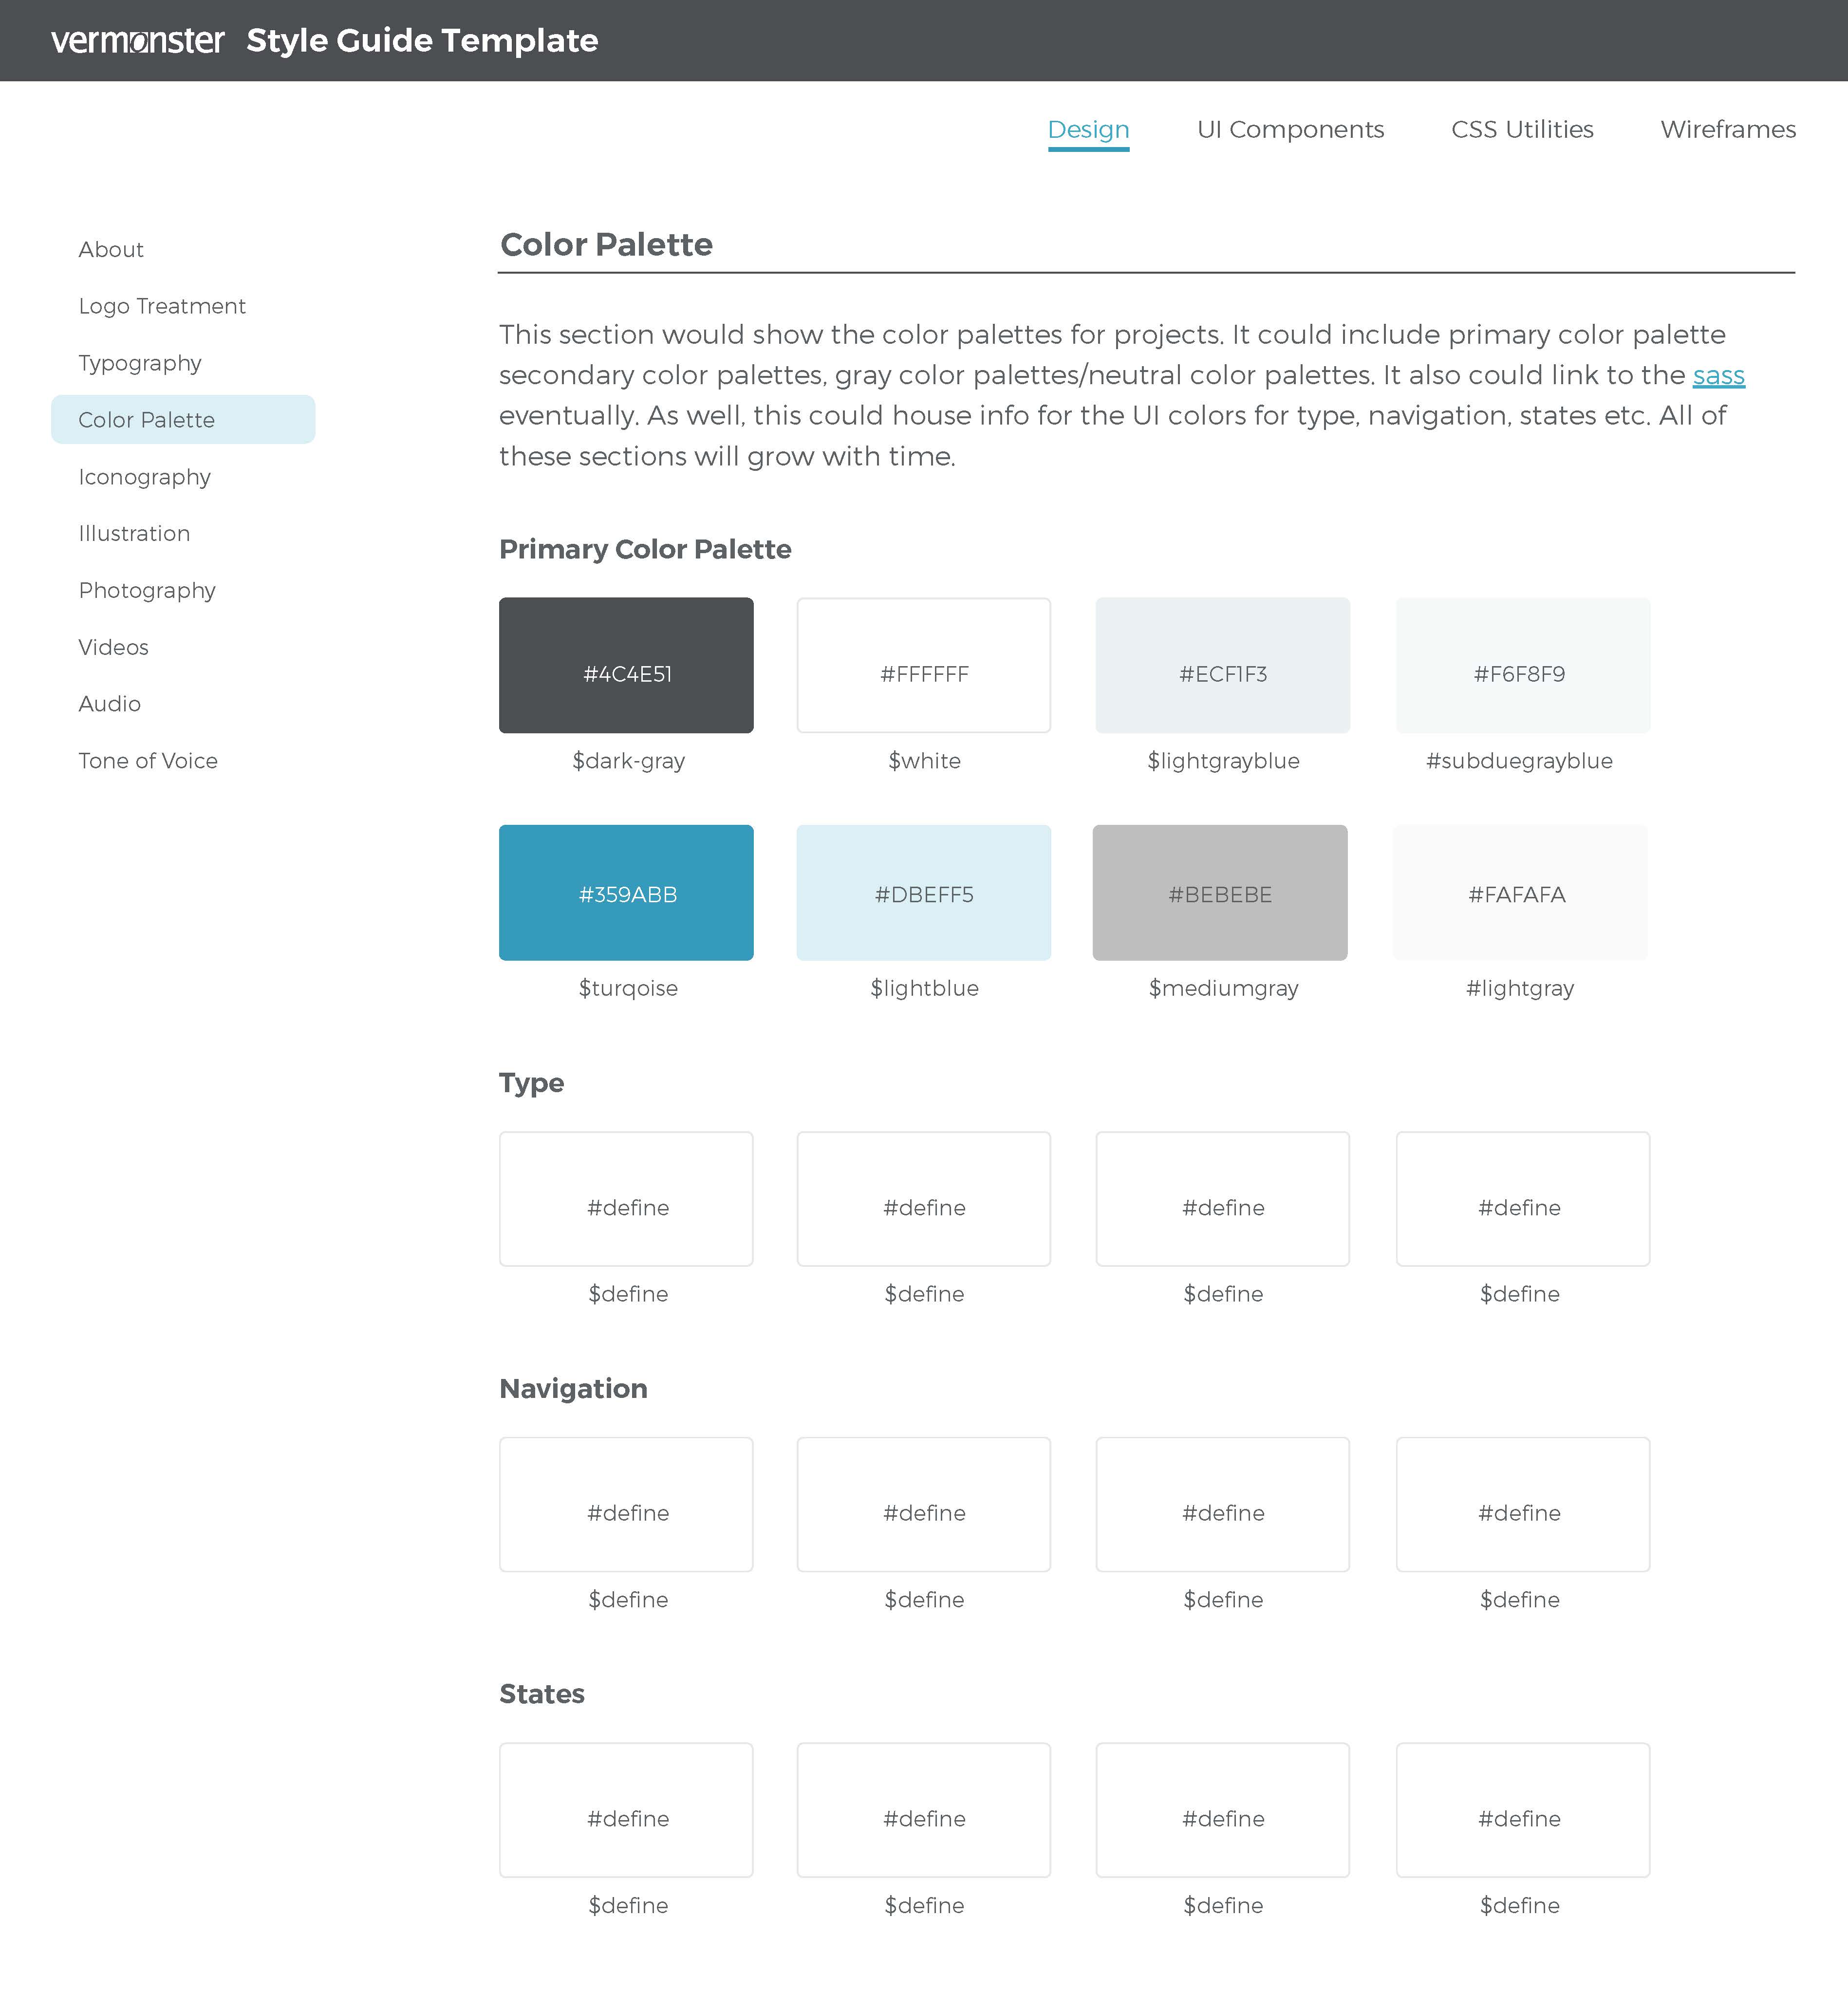 vermonster Style Guide Template
Design UI Components CSS Utilities Wireframes
About
Logo Treatment
Typography
Color Palette
Iconography
Illustration
Photography
Videos
Audio
Tone of Voice
Color Palette
This section would show the color palettes for projects. It could include primary color palette
secondary color palettes, gray color palettes/neutral color palettes. It also could link to the sass
eventually. As well, this could house info for the UI colors for type, navigation, states etc. All of
these sections will grow with time.
Primary Color Palette
#4C4E51 #FFFFFF #ECF1F3 #F6F8F9
$dark-gray $white $lightgrayblue #subduegrayblue
#359ABB #DBEFF5 #BEBEBE #FAFAFA
$turqoise $lightblue $mediumgray #lightgray
Type
#define #define #define #define
$define $define $define $define
Navigation
#define #define #define #define
$define $define $define $define
States
#define #define #define #define
$define $define $define $define